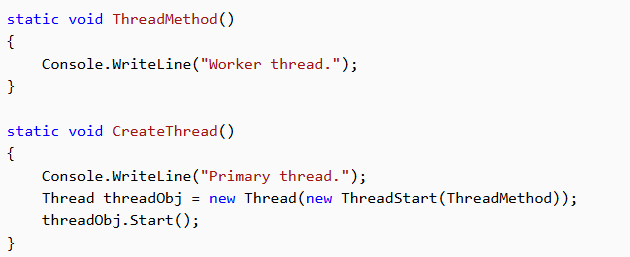 static void ThreadMethod()
{
    Console.WriteLine("Worker thread.");
}

static void CreateThread()
{
    Console.WriteLine("Primary thread.");
    Thread threadObj = new Thread(new ThreadStart(ThreadMethod));
    threadObj.Start();
}